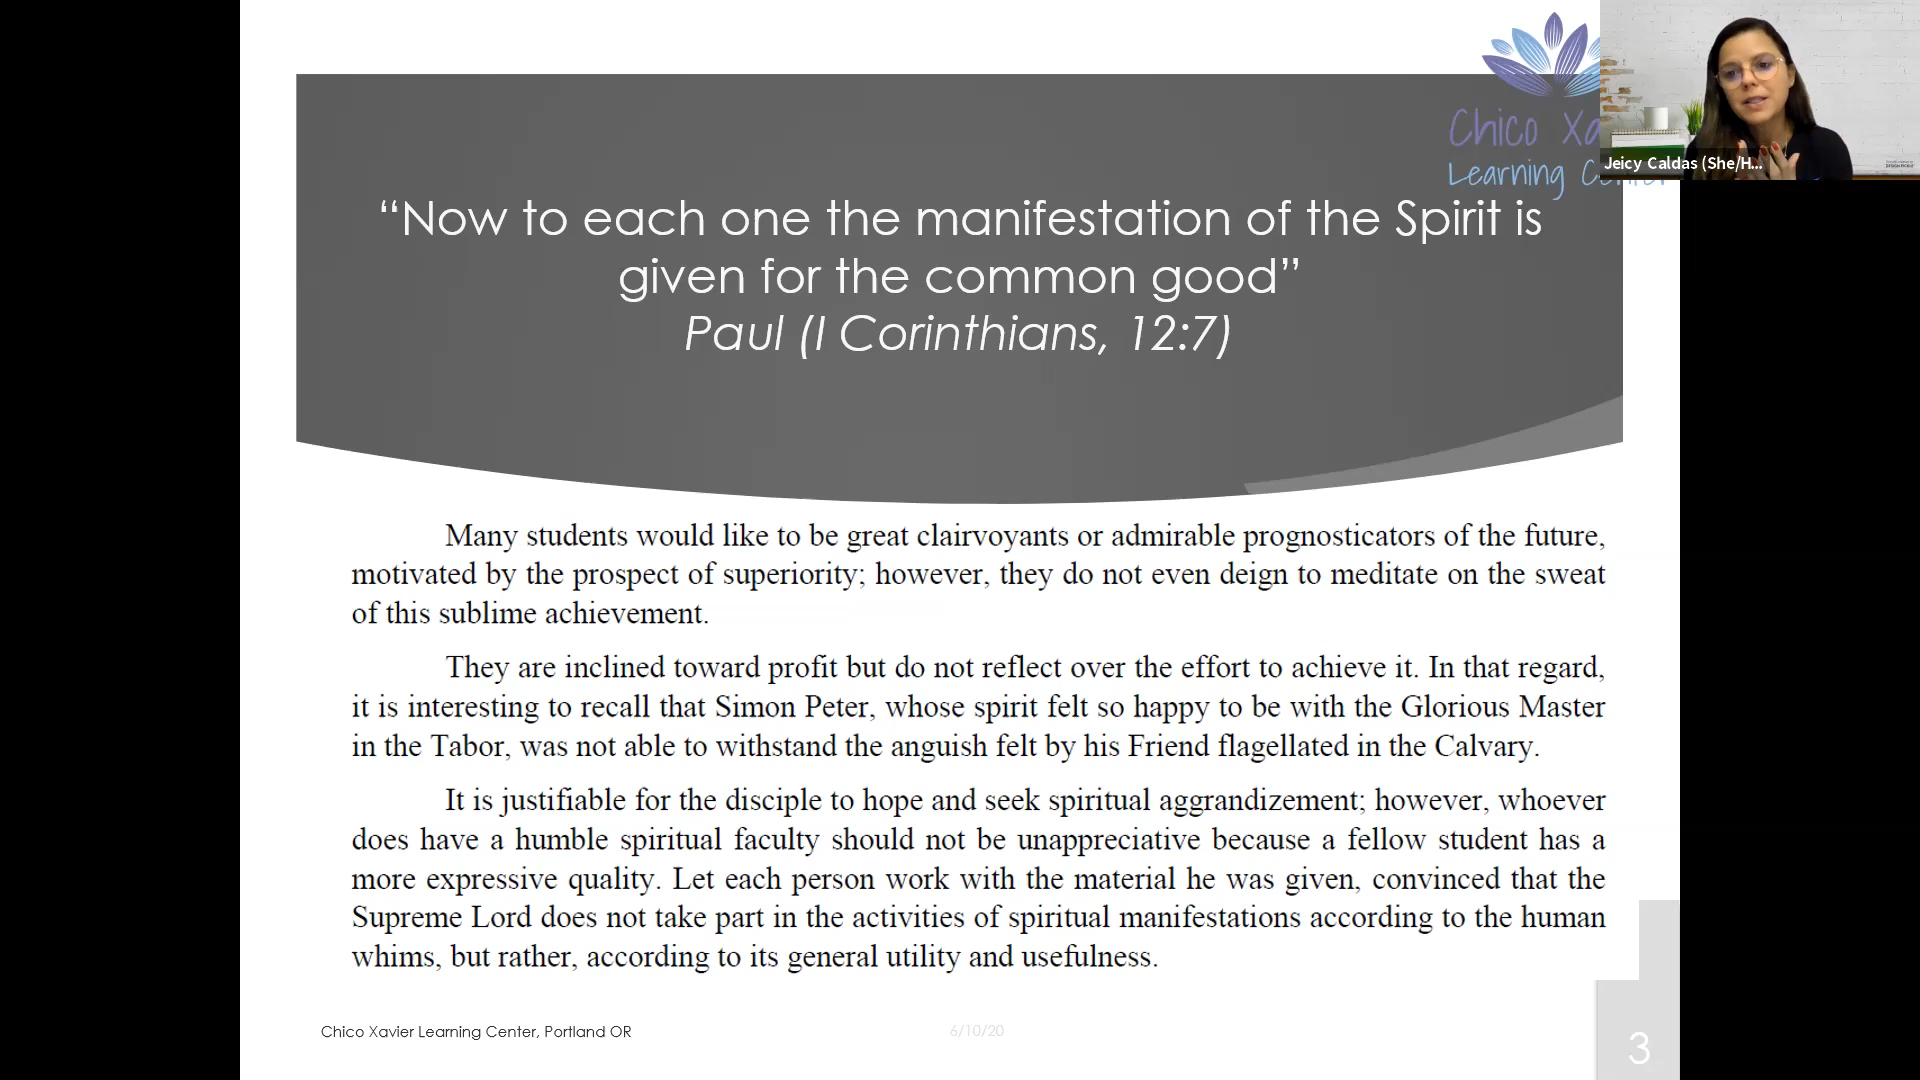 Chico Xa
Learning Center
Jeicy Caldas (She/H...
“Now to each one the manifestation of the Spirit is
given for the common good”
Paul (I Corinthians, 12:7)
Many students would like to be great clairvoyants or admirable prognosticators of the future,
motivated by the prospect of superiority; however, they do not even deign to meditate on the sweat
of this sublime achievement.
They are inclined toward profit but do not reflect over the effort to achieve it. In that regard,
it is interesting to recall that Simon Peter, whose spirit felt so happy to be with the Glorious Master
in the Tabor, was not able to withstand the anguish felt by his Friend flagellated in the Calvary.
It is justifiable for the disciple to hope and seek spiritual aggrandizement; however, whoever
does have a humble spiritual faculty should not be unappreciative because a fellow student has a
more expressive quality. Let each person work with the material he was given, convinced that the
Supreme Lord does not take part in the activities of spiritual manifestations according to the human
whims, but rather, according to its general utility and usefulness.
Chico Xavier Learning Center, Portland OR
6/10/20
3